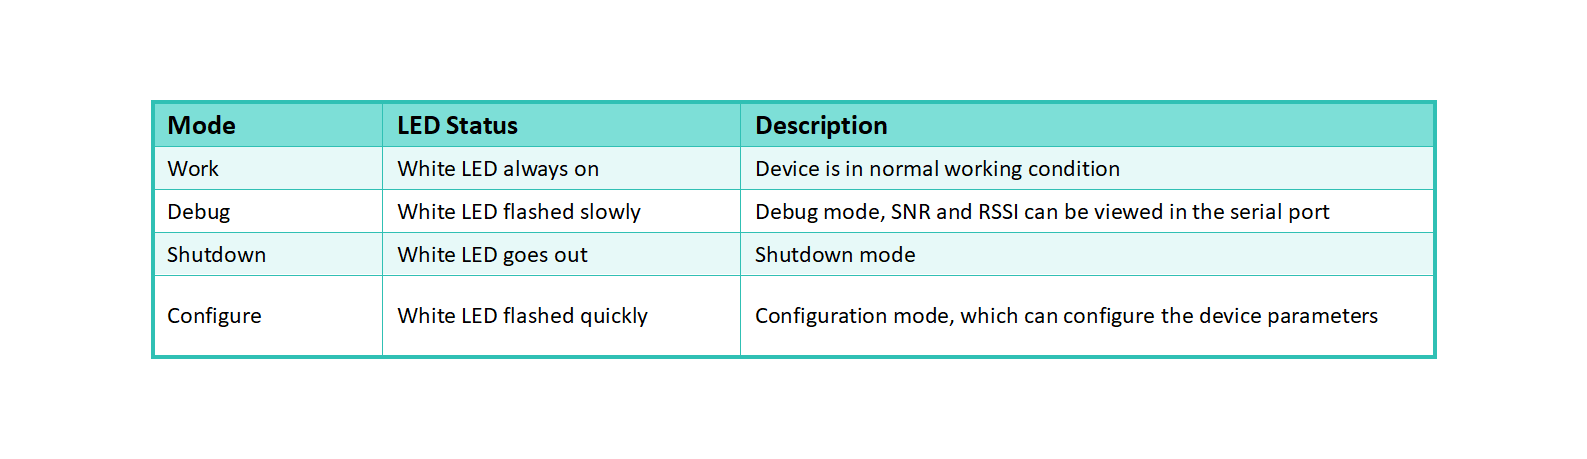 Mode LED Status Description
Work White LED always on Device is in normal working condition
Debug White LED flashed slowly Debug mode, SNR and RSSI can be viewed in the serial port
Shutdown White LED goes out Shutdown mode
Configure White LED flashed quickly Configuration mode, which can configure the device parameters